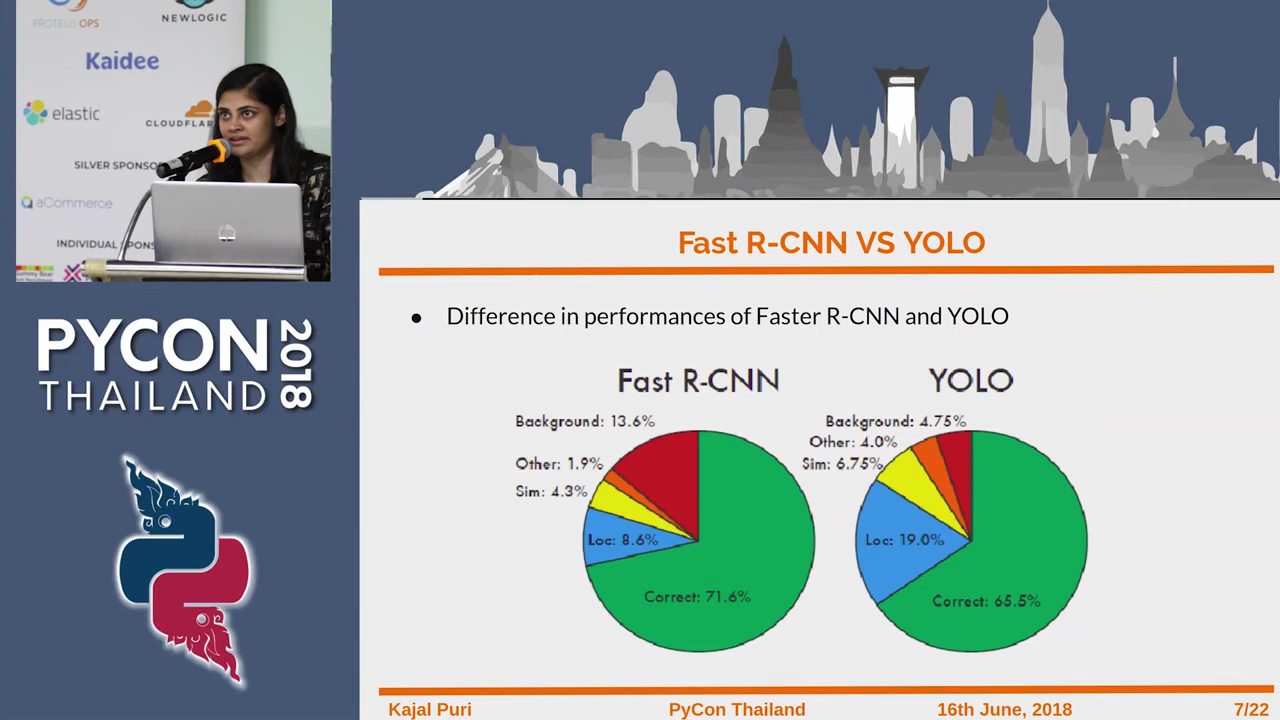 PROTEUS OPS
NEWLOGIC
Kaidee
elastic
CLOUDFLAR
SILVER SPONSO
aCommerce
INDIVIDUAL SPONS
hp
PYCON
THAILAND
2018
Fast R-CNN VS YOLO
● Difference in performances of Faster R-CNN and YOLO
Fast R-CNN
Background: 13.6%
Other: 1.9%
Sim: 4.3%
Loc: 8.6%
Correct: 71.6%
YOLO
Background: 4.75%
Other: 4.0%
Sim: 6.75%
Loc: 19.0%
Correct: 65.5%
Kajal Puri PyCon Thailand 16th June, 2018 7/22